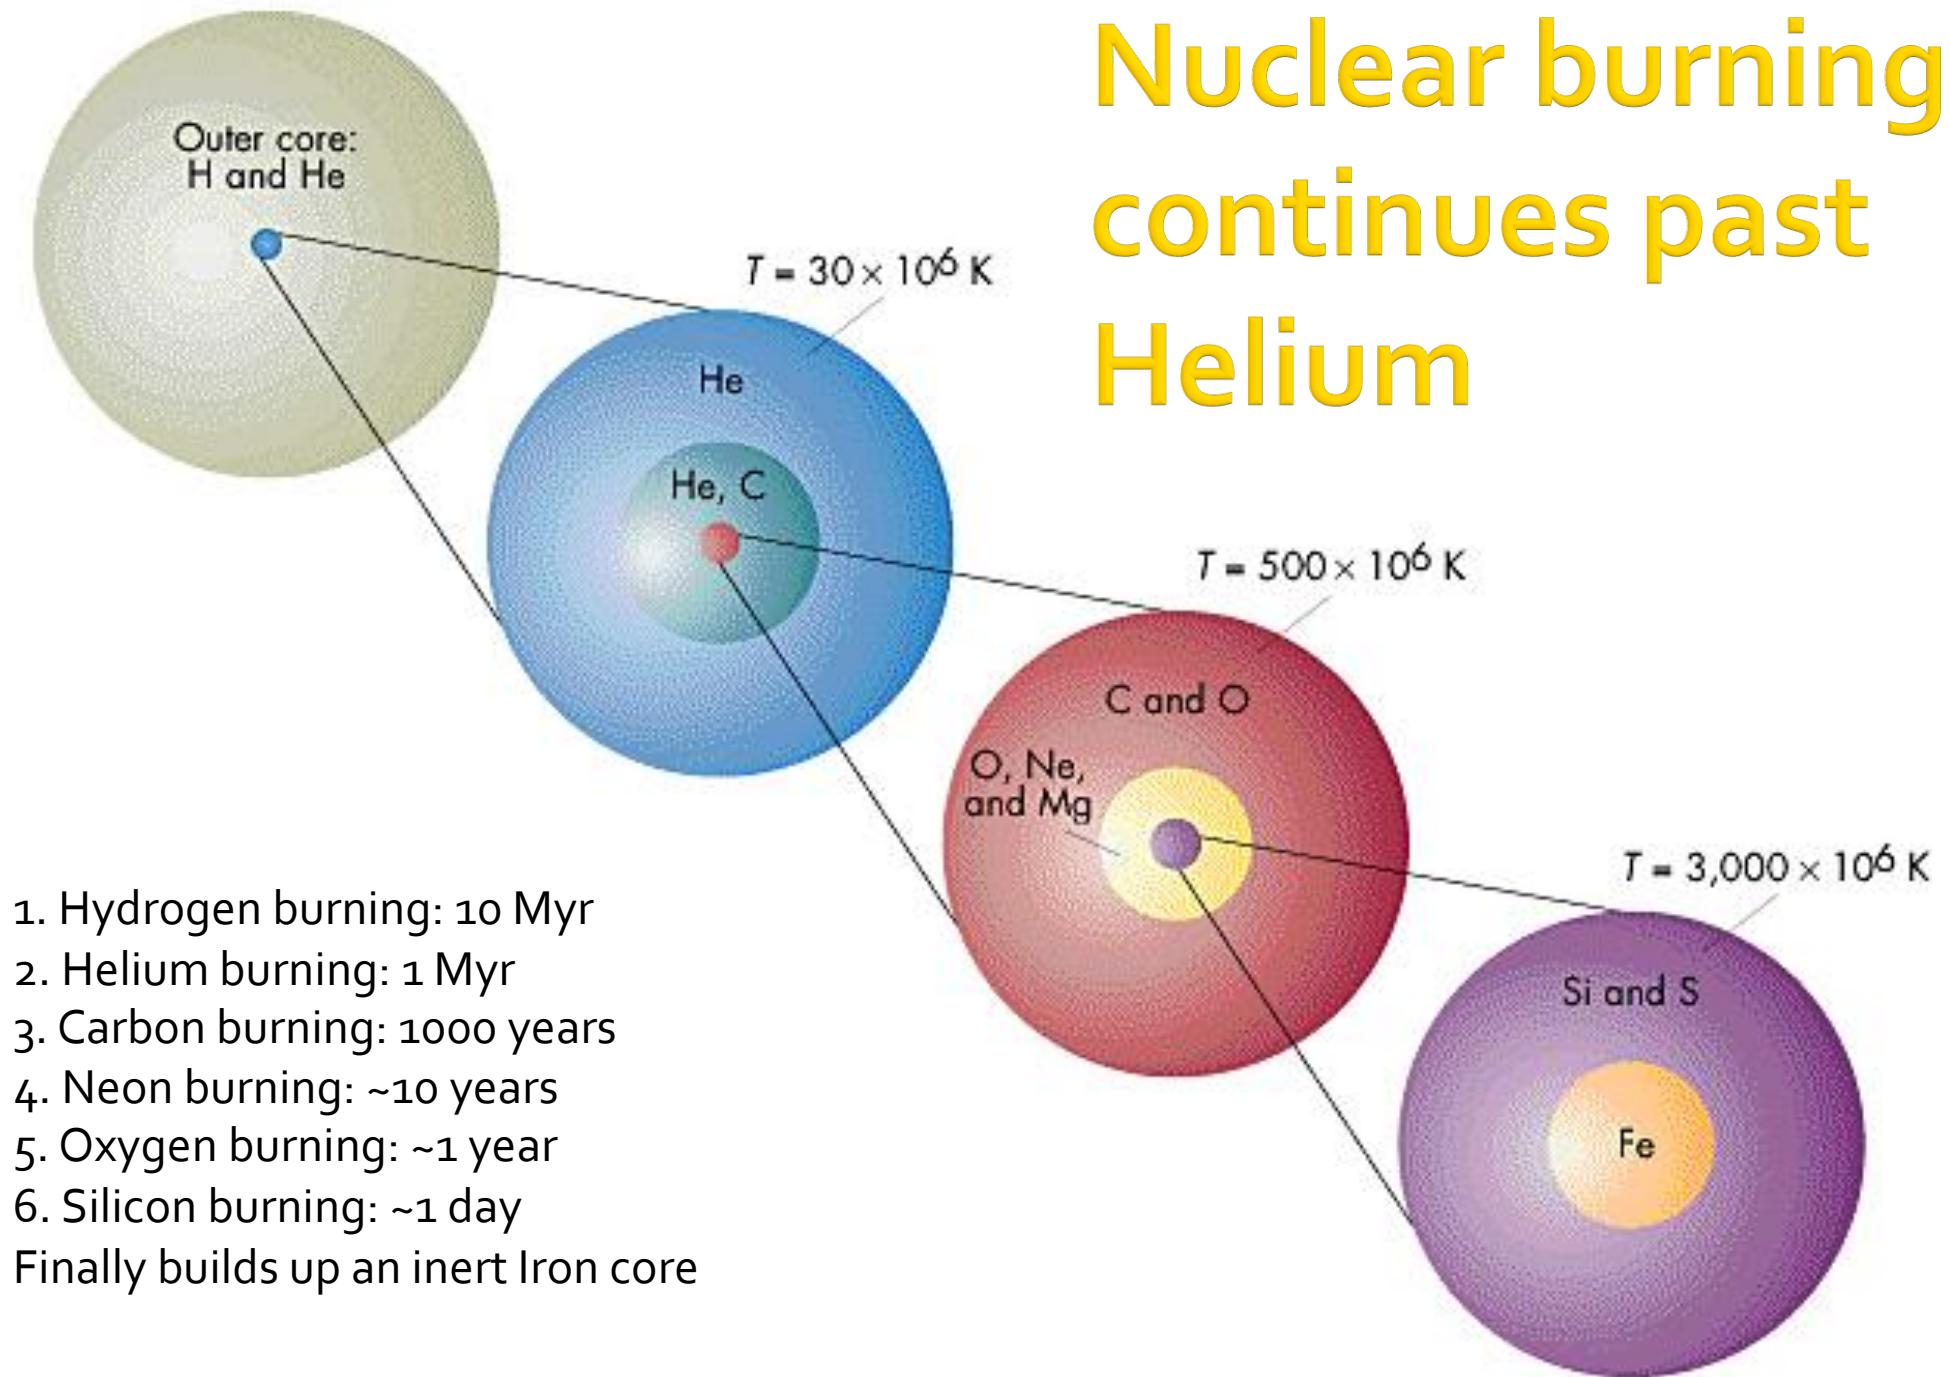 Nuclear burning
continues past
Helium
Outer core:
H and He
T = 30 × 10⁶ K
He
He, C
T = 500 × 10⁶ K
C and O
O, Ne,
and Mg
T = 3,000 × 10⁶ K
Si and S
Fe
1. Hydrogen burning: 10 Myr
2. Helium burning: 1 Myr
3. Carbon burning: 1000 years
4. Neon burning: ~10 years
5. Oxygen burning: ~1 year
6. Silicon burning: ~1 day
Finally builds up an inert Iron core